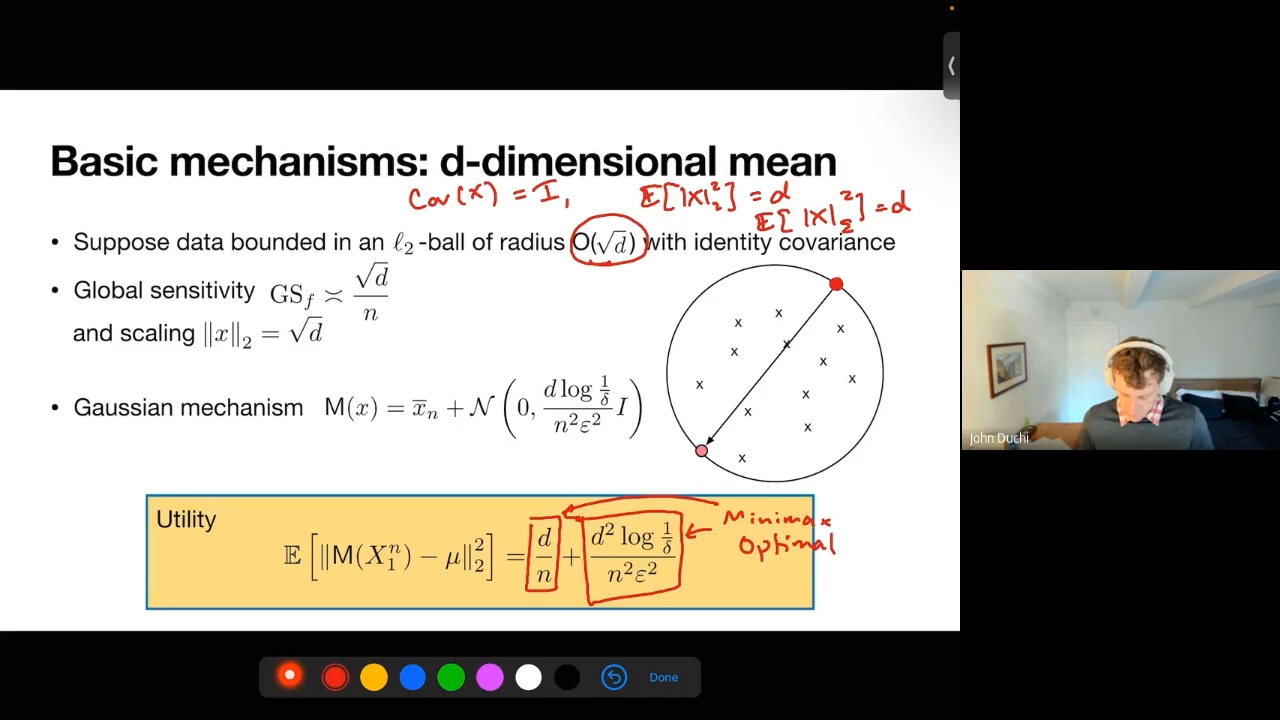 Basic mechanisms: d-dimensional mean
Cov(X) = I, E[|X|₂²] = d
E[|X|₂²] = d
• Suppose data bounded in an ℓ₂-ball of radius O(√d) with identity covariance
• Global sensitivity GS_f ≍ √d/n
and scaling ‖x‖₂ = √d
• Gaussian mechanism M(x) = x̄ₙ + N(0, (d log 1/δ)/(n²ε²) I)
Utility
E[‖M(X₁ⁿ) − μ‖₂²] = d/n + (d² log 1/δ)/(n²ε²)
Minimax
Optimal
John Duchi
Done